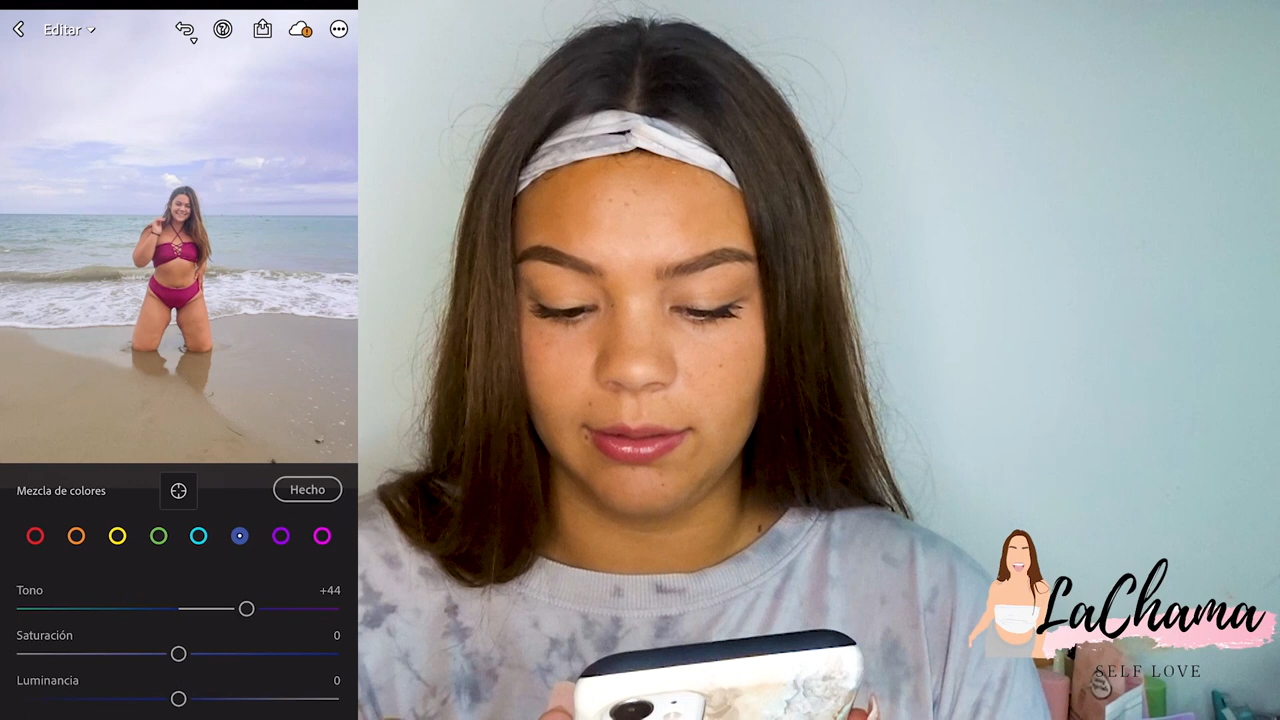 Editar
Mezcla de colores
Hecho
Tono
+44
Saturación
0
Luminancia
0
LaChama
SELF LOVE